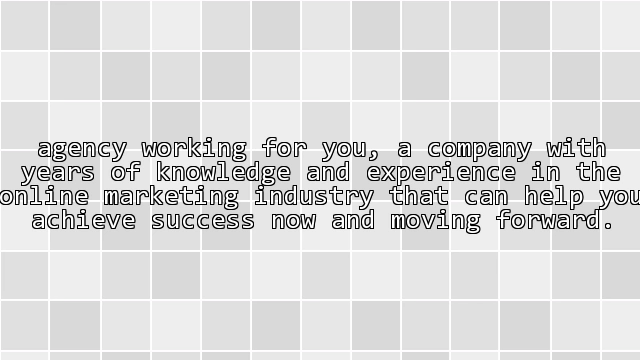 agency working for you, a company with
years of knowledge and experience in the
online marketing industry that can help you
achieve success now and moving forward.